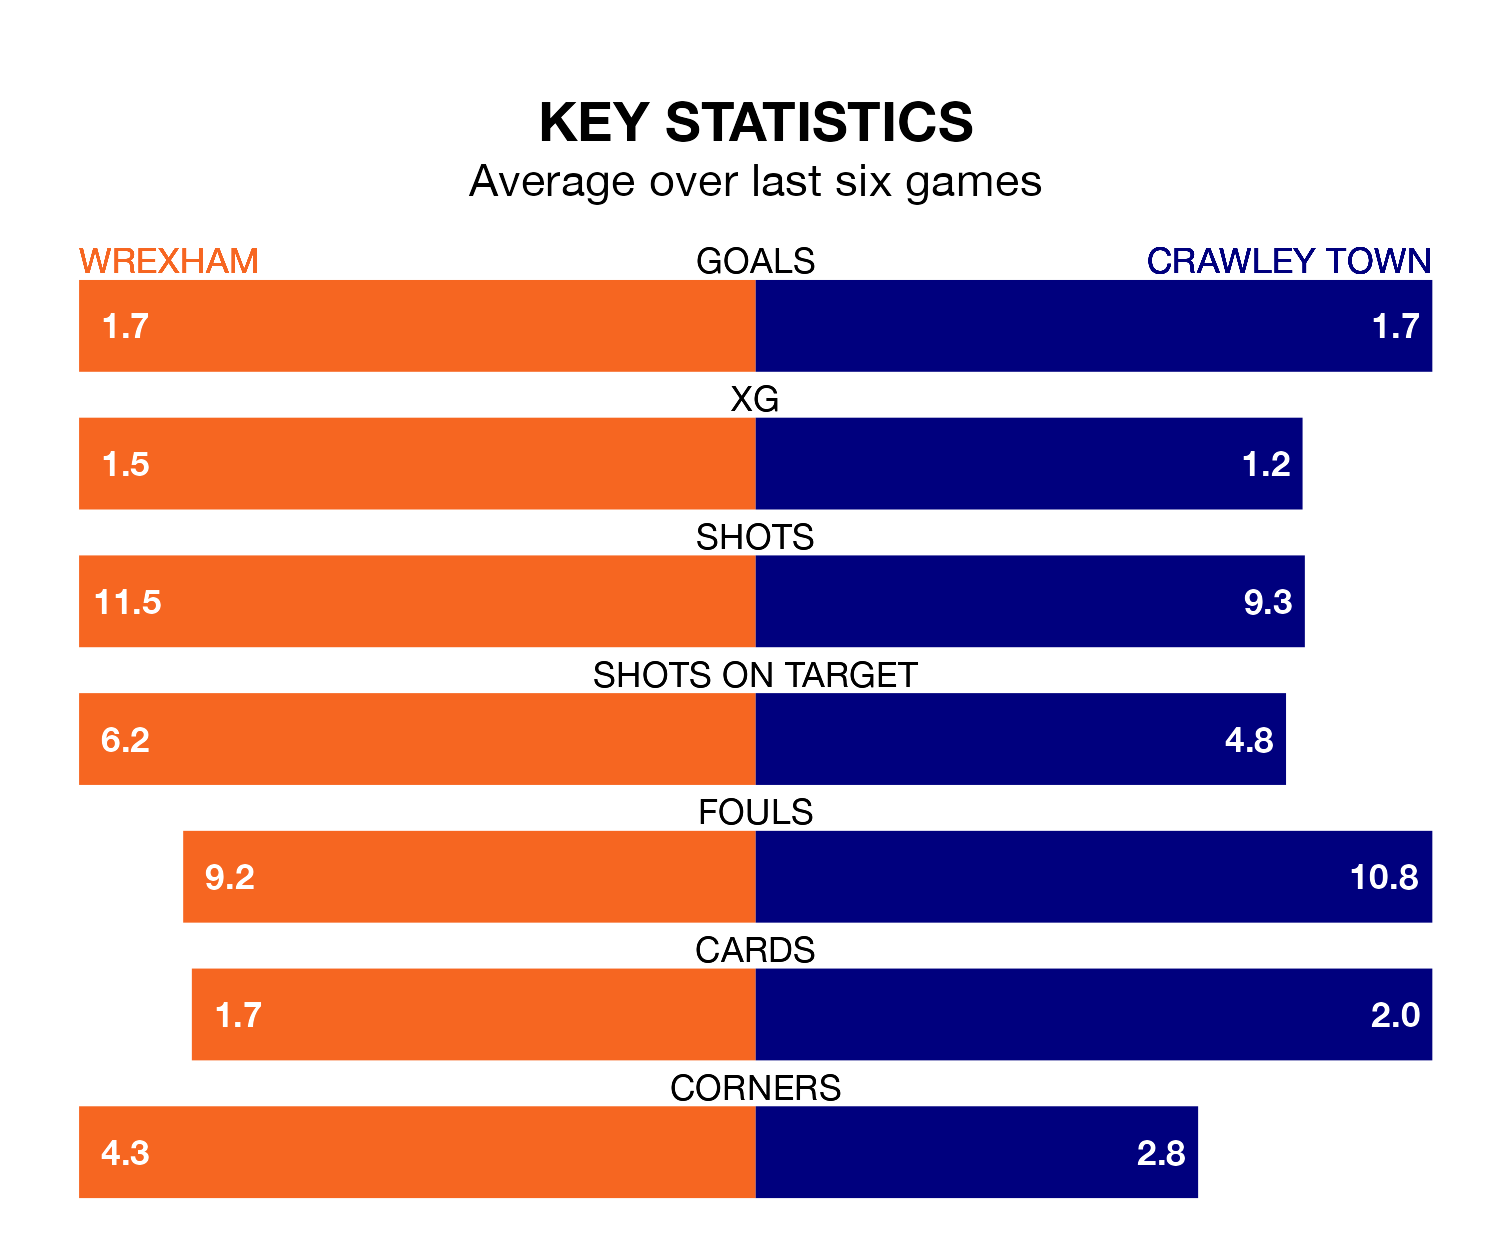 KEY STATISTICS
Average over last six games
WREXHAM GOALS CRAWLEY TOWN
1.7 1.7
XG
1.5 1.2
SHOTS
11.5 9.3
SHOTS ON TARGET
6.2 4.8
FOULS
9.2 10.8
CARDS
1.7 2.0
CORNERS
4.3 2.8